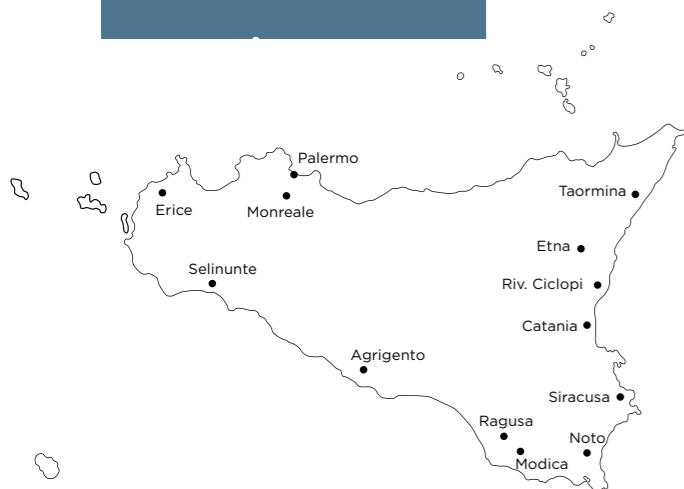 Palermo
Taormina
Erice
Monreale
Etna
Selinunte
Riv. Ciclopi
Catania
Agrigento
Siracusa
Ragusa
Noto
Modica